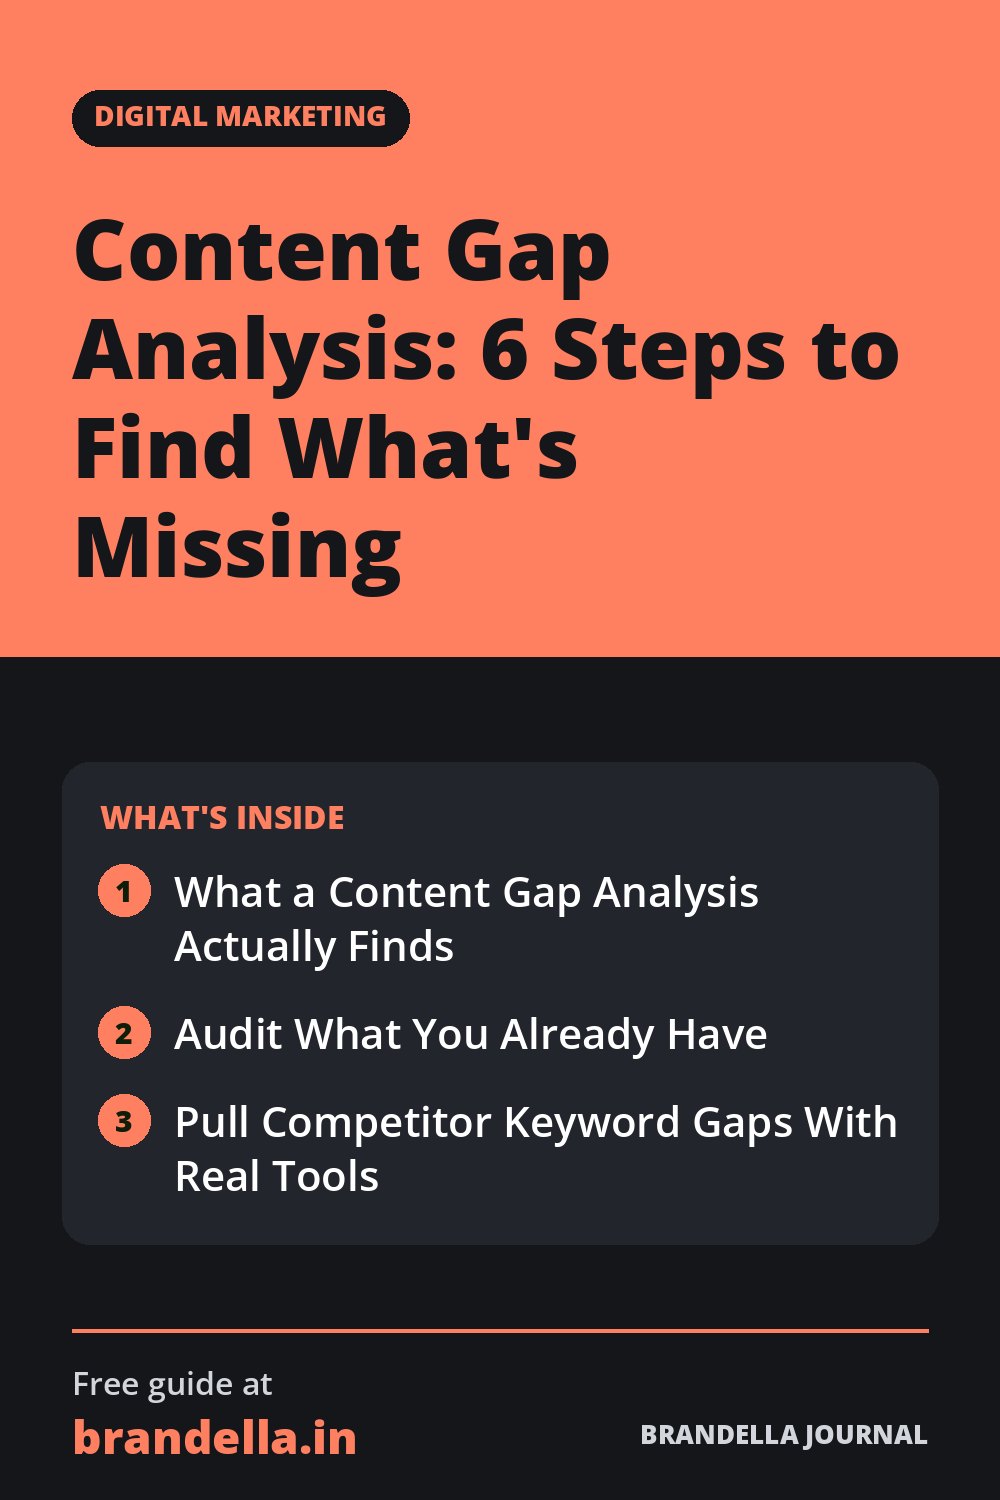 DIGITAL MARKETING
Content Gap
Analysis: 6 Steps to
Find What's
Missing
WHAT'S INSIDE
1 What a Content Gap Analysis
Actually Finds
2 Audit What You Already Have
3 Pull Competitor Keyword Gaps With
Real Tools
Free guide at
brandella.in
BRANDELLA JOURNAL